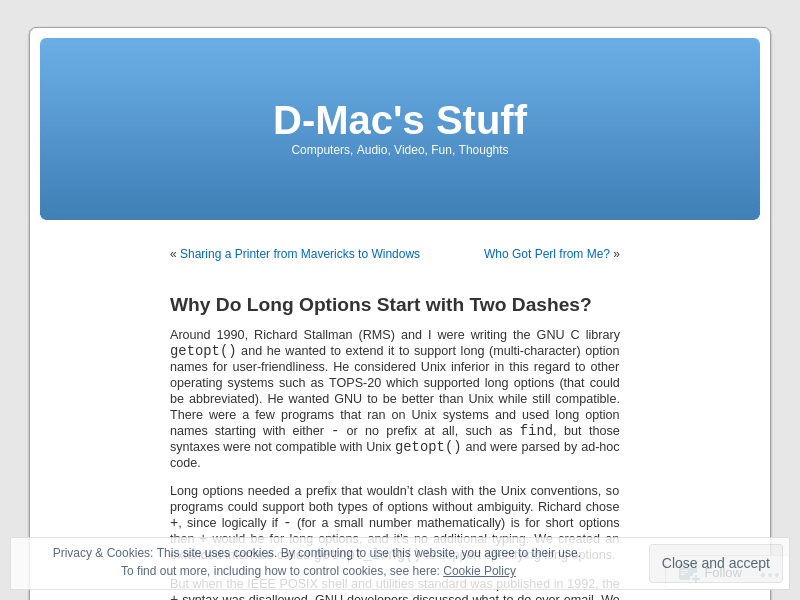 D-Mac's Stuff
Computers, Audio, Video, Fun, Thoughts
« Sharing a Printer from Mavericks to Windows
Who Got Perl from Me? »
Why Do Long Options Start with Two Dashes?
Around 1990, Richard Stallman (RMS) and I were writing the GNU C library
getopt() and he wanted to extend it to support long (multi-character) option
names for user-friendliness. He considered Unix inferior in this regard to other
operating systems such as TOPS-20 which supported long options (that could
be abbreviated). He wanted GNU to be better than Unix while still compatible.
There were a few programs that ran on Unix systems and used long option
names starting with either - or no prefix at all, such as find, but those
syntaxes were not compatible with Unix getopt() and were parsed by ad-hoc
code.
Long options needed a prefix that wouldn't clash with the Unix conventions, so
programs could support both types of options without ambiguity. Richard chose
+, since logically if - (for a small number mathematically) is for short options
then + would be for long options, and it's no additional typing. We created an
options.
But when the IEEE POSIX shell and utilities standard was published in 1992, the
+ syntax was disallowed. GNU developers discussed what to do over email. We
Privacy & Cookies: This site uses cookies. By continuing to use this website, you agree to their use.
To find out more, including how to control cookies, see here: Cookie Policy
Close and accept
Follow